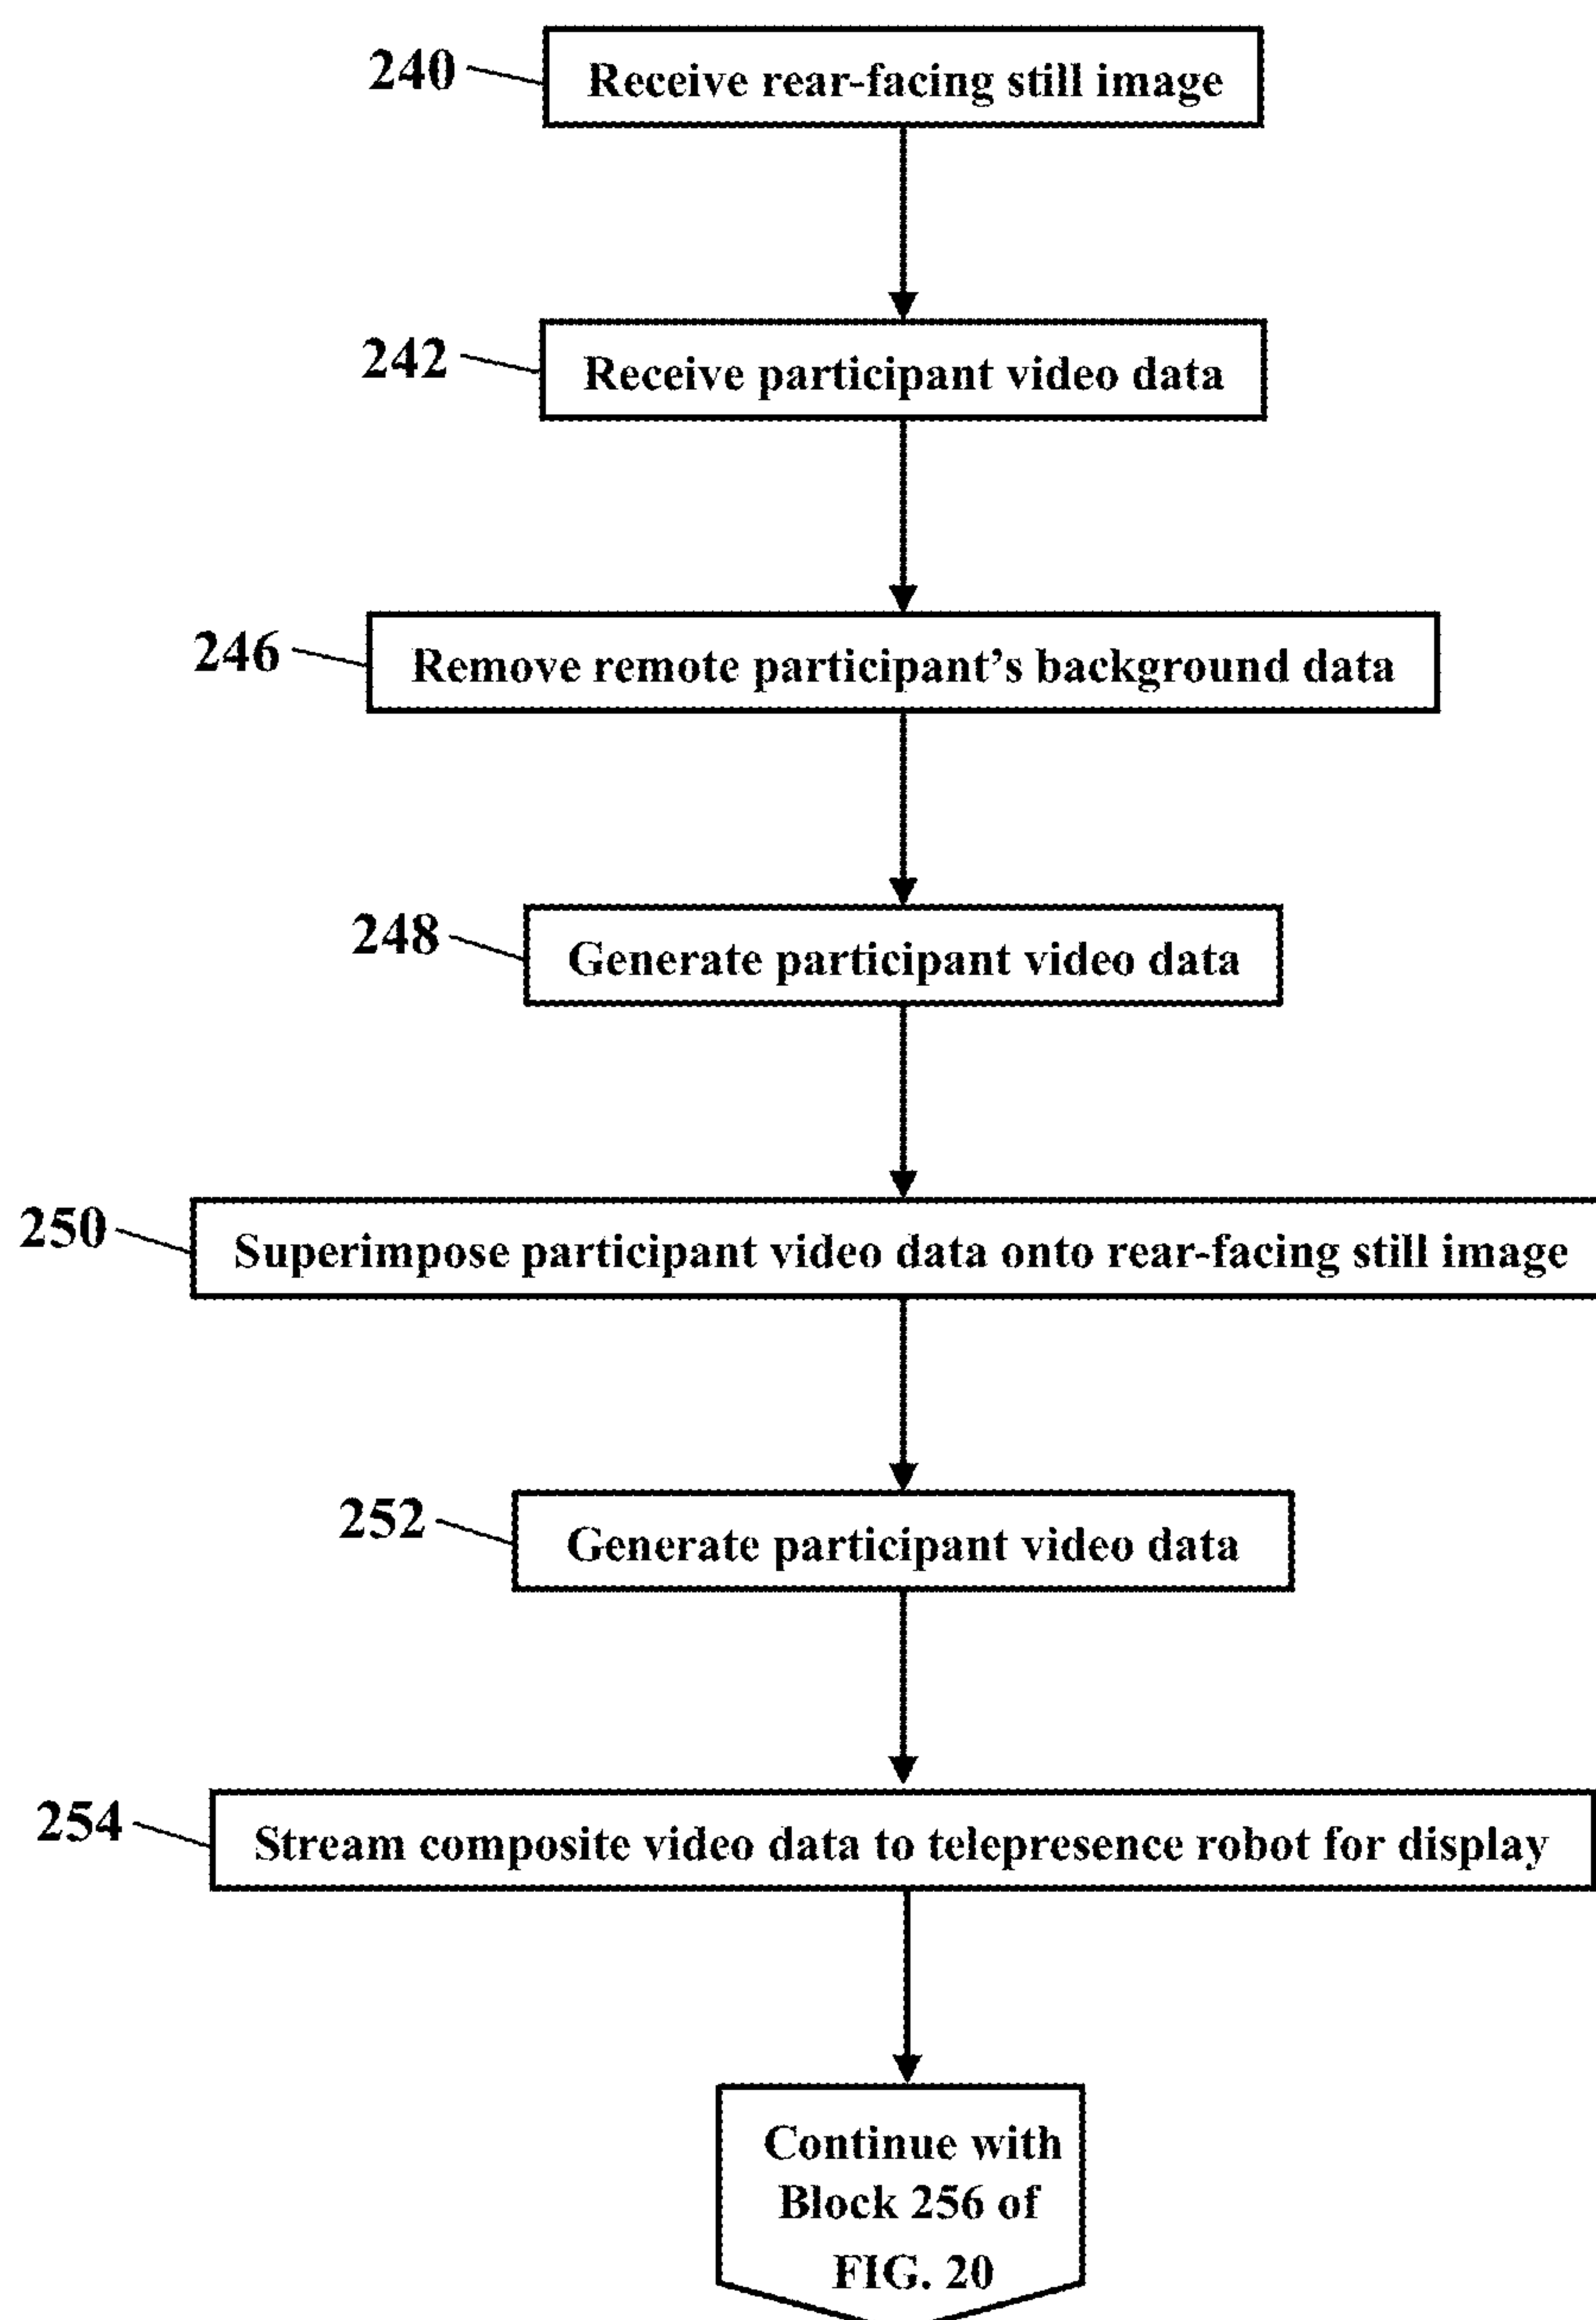 240
Receive rear-facing still image
242
Receive participant video data
246
Remove remote participant’s background data
248
Generate participant video data
250
Superimpose participant video data onto rear-facing still image
252
Generate participant video data
254
Stream composite video data to telepresence robot for display
Continue with
Block 256 of
FIG. 20